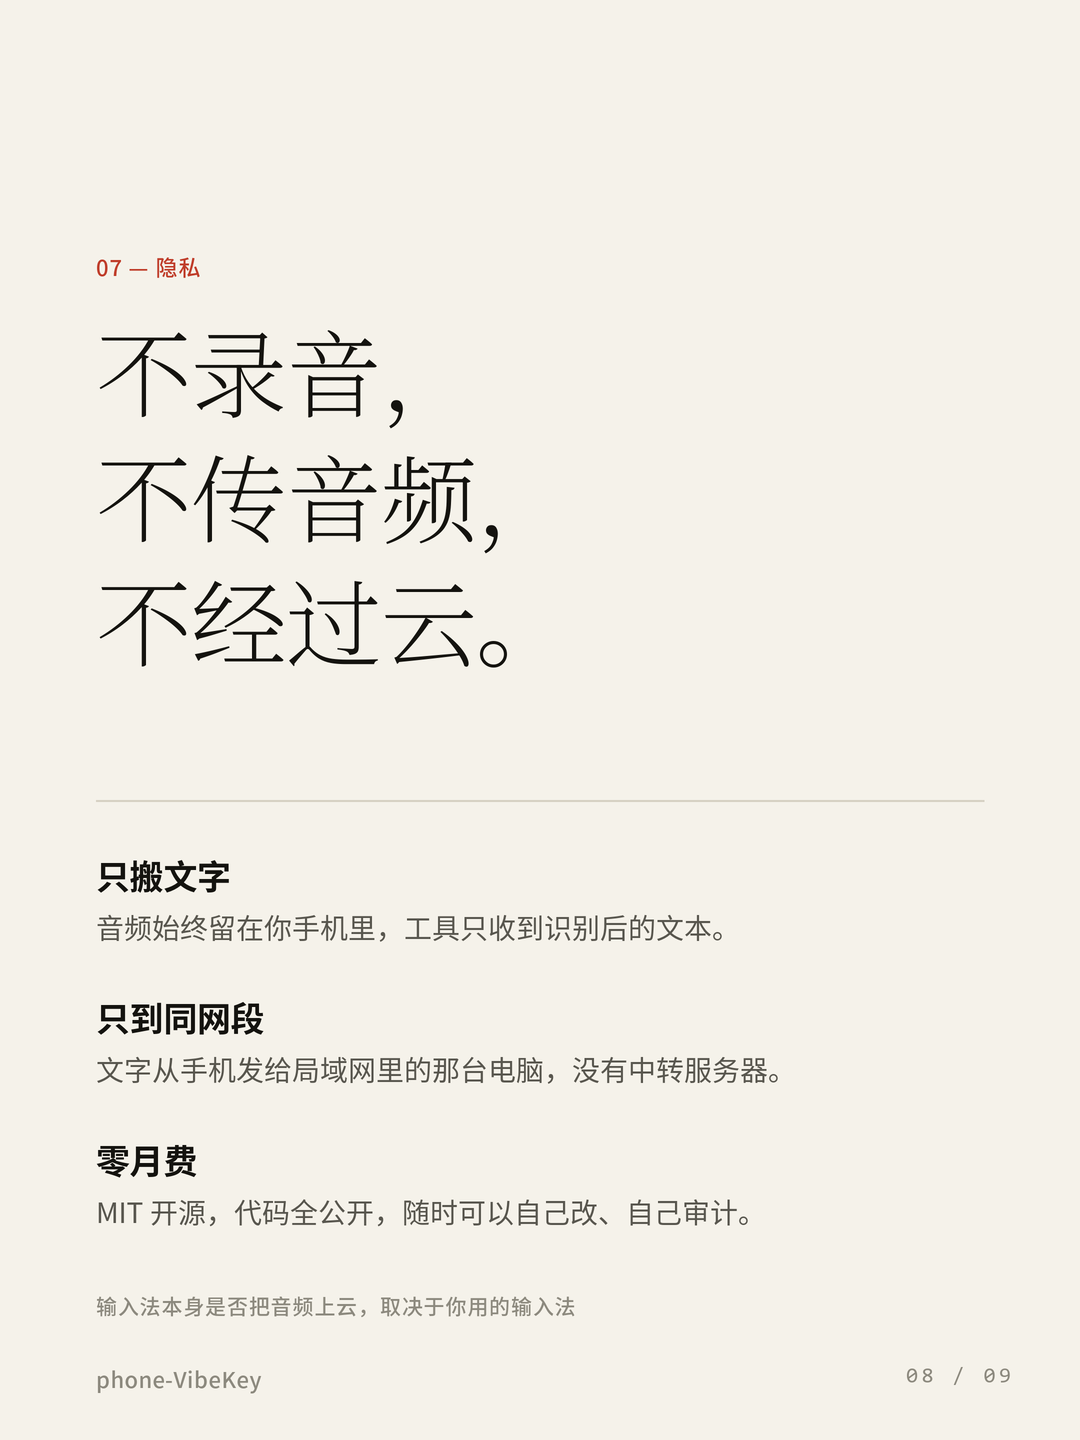 07 — 隐私
不录音，
不传音频，
不经过云。
只搬文字
音频始终留在你手机里，工具只收到识别后的文本。
只到同网段
文字从手机发给局域网里的那台电脑，没有中转服务器。
零月费
MIT 开源，代码全公开，随时可以自己改、自己审计。
输入法本身是否把音频上云，取决于你用的输入法
phone-VibeKey
08 / 09